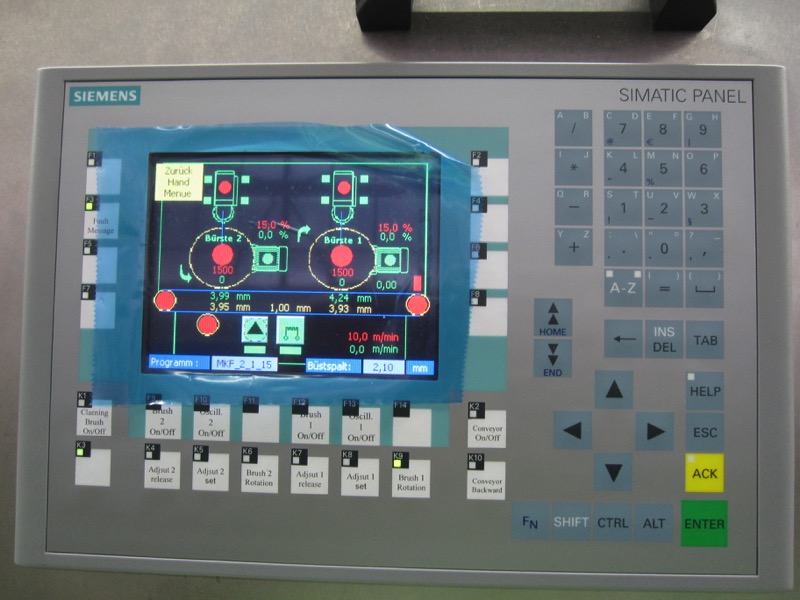 SIEMENS
SIMATIC PANEL
Zurück
Hand
Menue
15,0 %
0,0 %
15,0 %
0,0 %
Bürste 2
Bürste 1
1500
0
1500
0
0,00
3,99 mm
4,24 mm
3,95 mm
1,00 mm
3,93 mm
10,0 m/min
0,0 m/min
Programm :
MkF_2_1_15
Büstspalt:
2,10
mm
F1
F2
F3
Fault
Message
F4
F5
F6
F7
F8
K1
Claening
Brush
On/Off
Brush
2
On/Off
F10
Oscill.
2
On/Off
F11
F12
Brush
1
On/Off
F13
Oscill.
1
On/Off
F14
K2
Conveyor
On/Off
K3
K4
Adjsut 2
release
K5
Adjsut 2
set
K6
Brush 2
Rotation
K7
Adjsut 1
release
K8
Adjsut 1
set
K9
Brush 1
Rotation
K10
Conveyor
Backward
A B
/
C D
7
@
E F
8
€
G H
9
I J
*
K L
4
M N
5
%
O P
6
Q R
–
S T
1
U V
2
W X
3
§
Y Z
+
0
A-Z
=
HOME
END
INS
DEL
TAB
HELP
ESC
ACK
FN
SHIFT
CTRL
ALT
ENTER